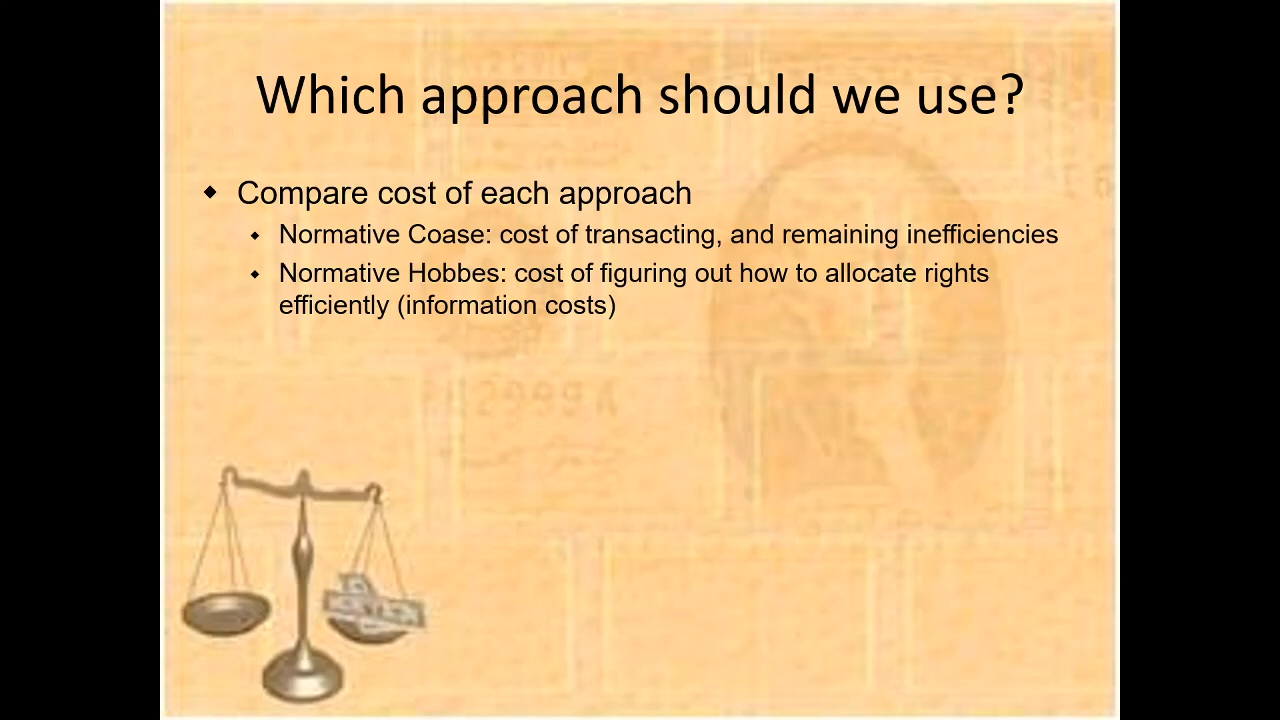 Which approach should we use?
Compare cost of each approach
Normative Coase: cost of transacting, and remaining inefficiencies
Normative Hobbes: cost of figuring out how to allocate rights
efficiently (information costs)